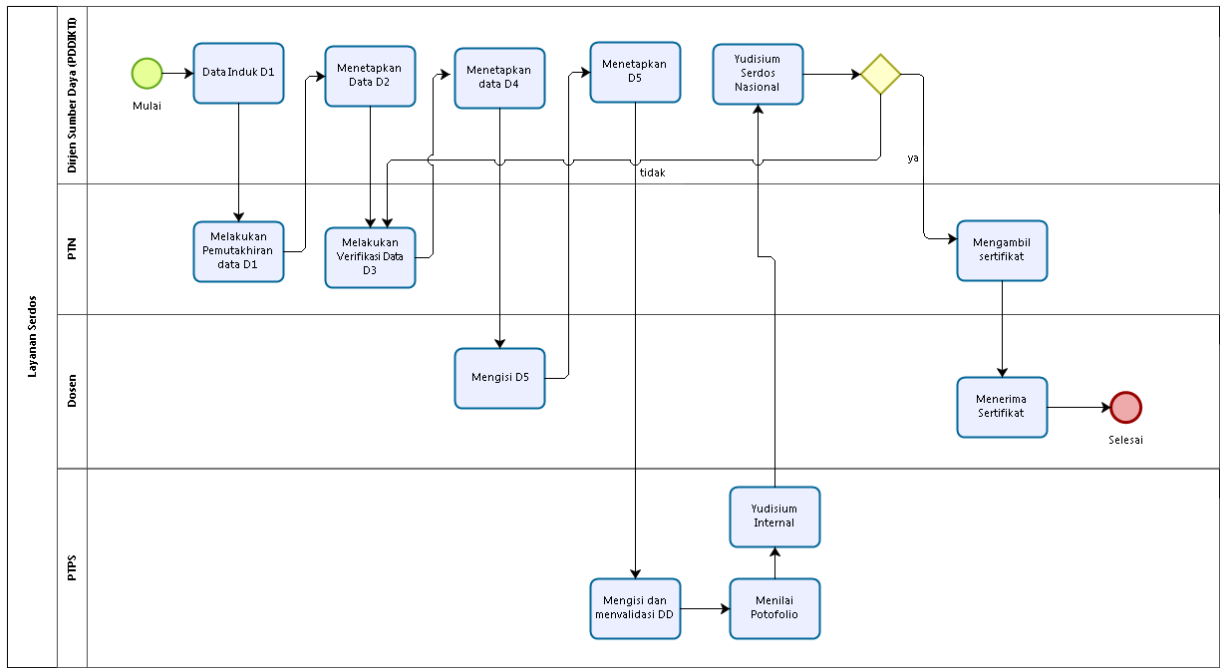 Layanan Serdos
Dirjen Sumber Daya (PDDIKTI)
Mulai
Data Induk D1
Menetapkan
Data D2
Menetapkan
data D4
Menetapkan
D5
Yudisium
Serdos
Nasional
tidak
ya
PTN
Melakukan
Pemutakhiran
data D1
Melakukan
Verifikasi Data
D3
Mengambil
sertifikat
Dosen
Mengisi D5
Menerima
Sertifikat
Selesai
PTPS
Yudisium
Internal
Mengisi dan
menvalidasi DD
Menilai
Potofolio